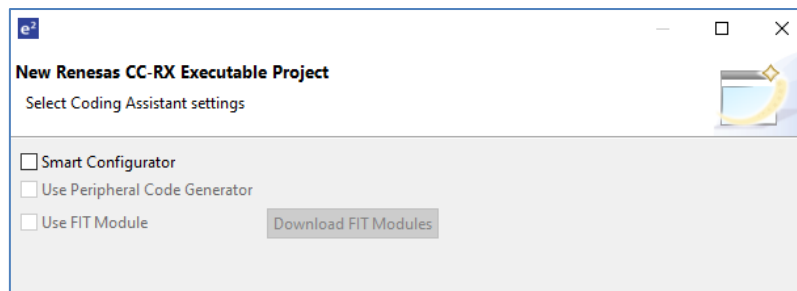 e²
New Renesas CC-RX Executable Project
Select Coding Assistant settings
Smart Configurator
Use Peripheral Code Generator
Use FIT Module Download FIT Modules